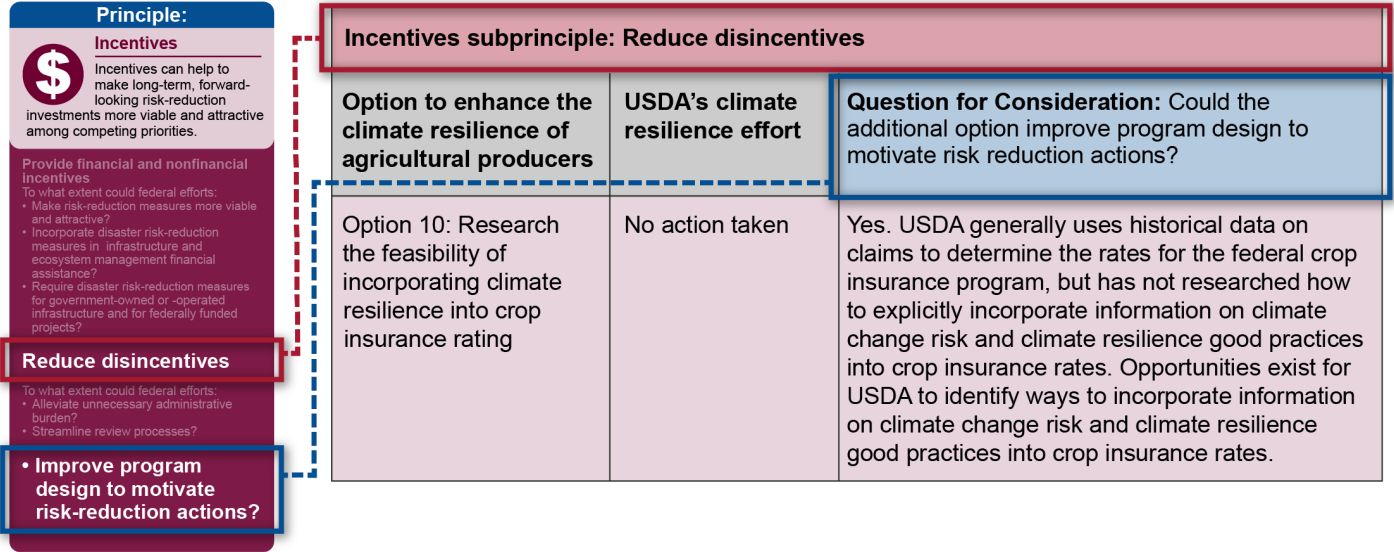 Principle:
$
Incentives
Incentives can help to
make long-term, forward-
looking risk-reduction
investments more viable and attractive
among competing priorities.
Provide financial and nonfinancial
incentives
To what extent could federal efforts:
• Make risk-reduction measures more viable
and attractive?
• Incorporate disaster risk-reduction
measures in infrastructure and
ecosystem management financial
assistance?
• Require disaster risk-reduction measures
for government-owned or -operated
infrastructure and for federally funded
projects?
Reduce disincentives
To what extent could federal efforts:
• Alleviate unnecessary administrative
burden?
• Streamline review processes?
• Improve program
design to motivate
risk-reduction actions?
Incentives subprinciple: Reduce disincentives
Option to enhance the
climate resilience of
agricultural producers
USDA’s climate
resilience effort
Question for Consideration: Could the
additional option improve program design to
motivate risk reduction actions?
Option 10: Research
the feasibility of
incorporating climate
resilience into crop
insurance rating
No action taken
Yes. USDA generally uses historical data on
claims to determine the rates for the federal crop
insurance program, but has not researched how
to explicitly incorporate information on climate
change risk and climate resilience good practices
into crop insurance rates. Opportunities exist for
USDA to identify ways to incorporate information
on climate change risk and climate resilience
good practices into crop insurance rates.